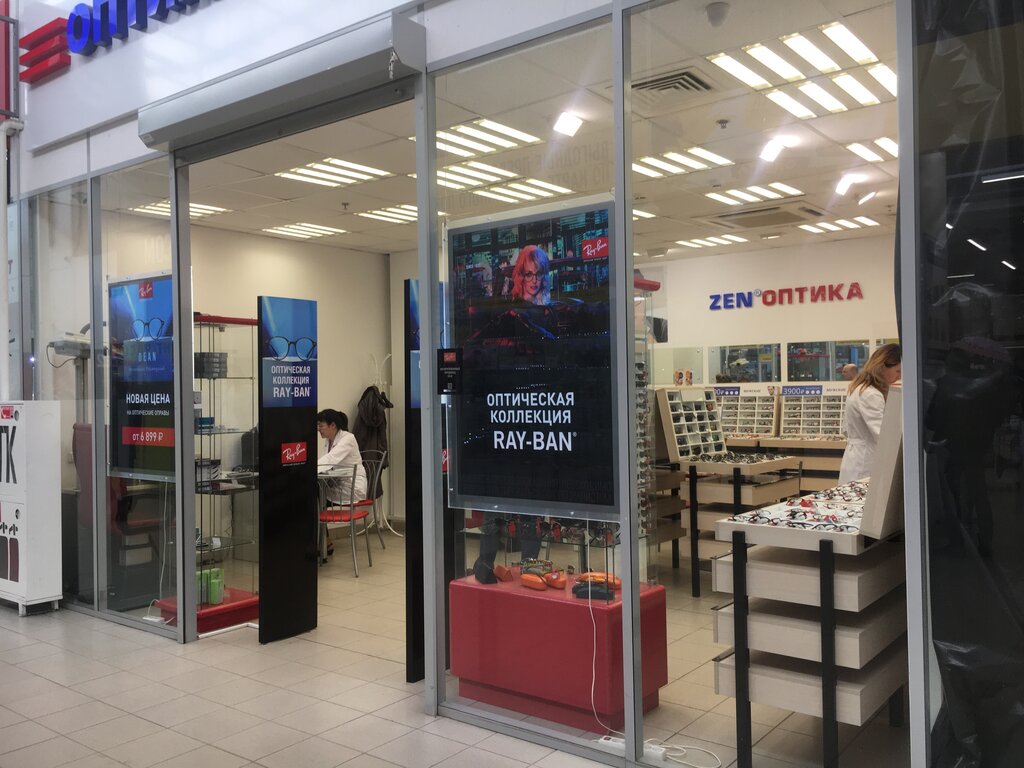 ОПТИ
Ray-Ban
DEAN
НОВАЯ ЦЕНА
НА ОПТИЧЕСКИЕ ОПРАВЫ
от 6 899 ₽
ОПТИЧЕСКАЯ
КОЛЛЕКЦИЯ
RAY-BAN
Ray-Ban
Ray-Ban
ОПТИЧЕСКАЯ
КОЛЛЕКЦИЯ
RAY-BAN®
ZEN®ОПТИКА
3900₽